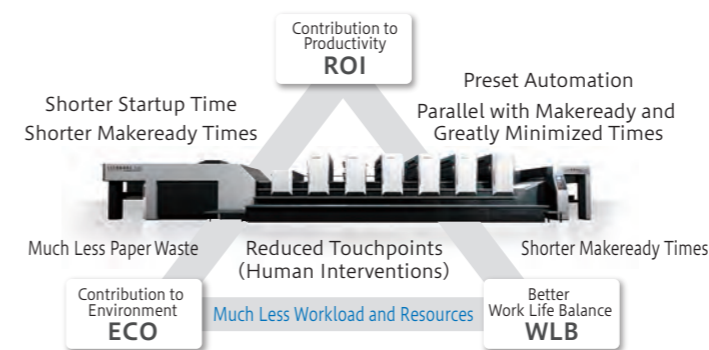 Contribution to
Productivity
ROI
Preset Automation
Shorter Startup Time
Parallel with Makeready and
Shorter Makeready Times
Greatly Minimized Times
Much Less Paper Waste
Reduced Touchpoints
(Human Interventions)
Shorter Makeready Times
Contribution to
Environment
ECO
Much Less Workload and Resources
Better
Work Life Balance
WLB